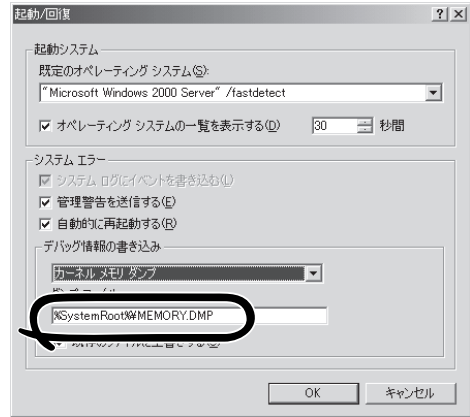 起動/回復
起動システム
既定のオペレーティング システム(S):
"Microsoft Windows 2000 Server" /fastdetect
オペレーティング システムの一覧を表示する(D) 30 秒間
システム エラー
システム ログにイベントを書き込む(L)
管理警告を送信する(E)
自動的に再起動する(R)
デバッグ情報の書き込み
カーネル メモリ ダンプ
%SystemRoot%¥MEMORY.DMP
OK キャンセル